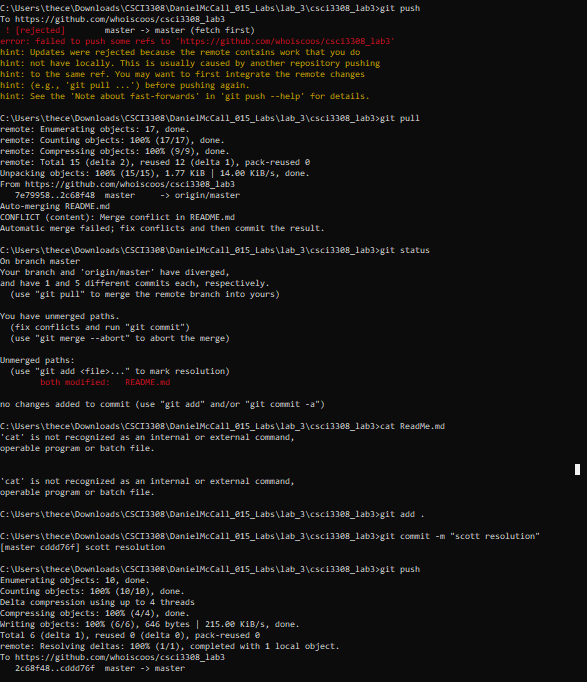 C:\Users\thece\Downloads\CSCI3308\DanielMcCall_015_Labs\lab_3\csci3308_lab3>git push
To https://github.com/whoiscoos/csci3308_lab3
 ! [rejected]        master -> master (fetch first)
error: failed to push some refs to 'https://github.com/whoiscoos/csci3308_lab3'
hint: Updates were rejected because the remote contains work that you do
hint: not have locally. This is usually caused by another repository pushing
hint: to the same ref. You may want to first integrate the remote changes
hint: (e.g., 'git pull ...') before pushing again.
hint: See the 'Note about fast-forwards' in 'git push --help' for details.
C:\Users\thece\Downloads\CSCI3308\DanielMcCall_015_Labs\lab_3\csci3308_lab3>git pull
remote: Enumerating objects: 17, done.
remote: Counting objects: 100% (17/17), done.
remote: Compressing objects: 100% (9/9), done.
remote: Total 15 (delta 2), reused 12 (delta 1), pack-reused 0
Unpacking objects: 100% (15/15), 1.77 KiB | 14.00 KiB/s, done.
From https://github.com/whoiscoos/csci3308_lab3
   7e79958..2c68f48  master     -> origin/master
Auto-merging README.md
CONFLICT (content): Merge conflict in README.md
Automatic merge failed; fix conflicts and then commit the result.
C:\Users\thece\Downloads\CSCI3308\DanielMcCall_015_Labs\lab_3\csci3308_lab3>git status
On branch master
Your branch and 'origin/master' have diverged,
and have 1 and 5 different commits each, respectively.
  (use "git pull" to merge the remote branch into yours)
You have unmerged paths.
  (fix conflicts and run "git commit")
  (use "git merge --abort" to abort the merge)
Unmerged paths:
  (use "git add <file>..." to mark resolution)
        both modified:   README.md
no changes added to commit (use "git add" and/or "git commit -a")
C:\Users\thece\Downloads\CSCI3308\DanielMcCall_015_Labs\lab_3\csci3308_lab3>cat ReadMe.md
'cat' is not recognized as an internal or external command,
operable program or batch file.
'cat' is not recognized as an internal or external command,
operable program or batch file.
C:\Users\thece\Downloads\CSCI3308\DanielMcCall_015_Labs\lab_3\csci3308_lab3>git add .
C:\Users\thece\Downloads\CSCI3308\DanielMcCall_015_Labs\lab_3\csci3308_lab3>git commit -m "scott resolution"
[master cddd76f] scott resolution
C:\Users\thece\Downloads\CSCI3308\DanielMcCall_015_Labs\lab_3\csci3308_lab3>git push
Enumerating objects: 10, done.
Counting objects: 100% (10/10), done.
Delta compression using up to 4 threads
Compressing objects: 100% (4/4), done.
Writing objects: 100% (6/6), 646 bytes | 215.00 KiB/s, done.
Total 6 (delta 1), reused 0 (delta 0), pack-reused 0
remote: Resolving deltas: 100% (1/1), completed with 1 local object.
To https://github.com/whoiscoos/csci3308_lab3
   2c68f48..cddd76f  master -> master